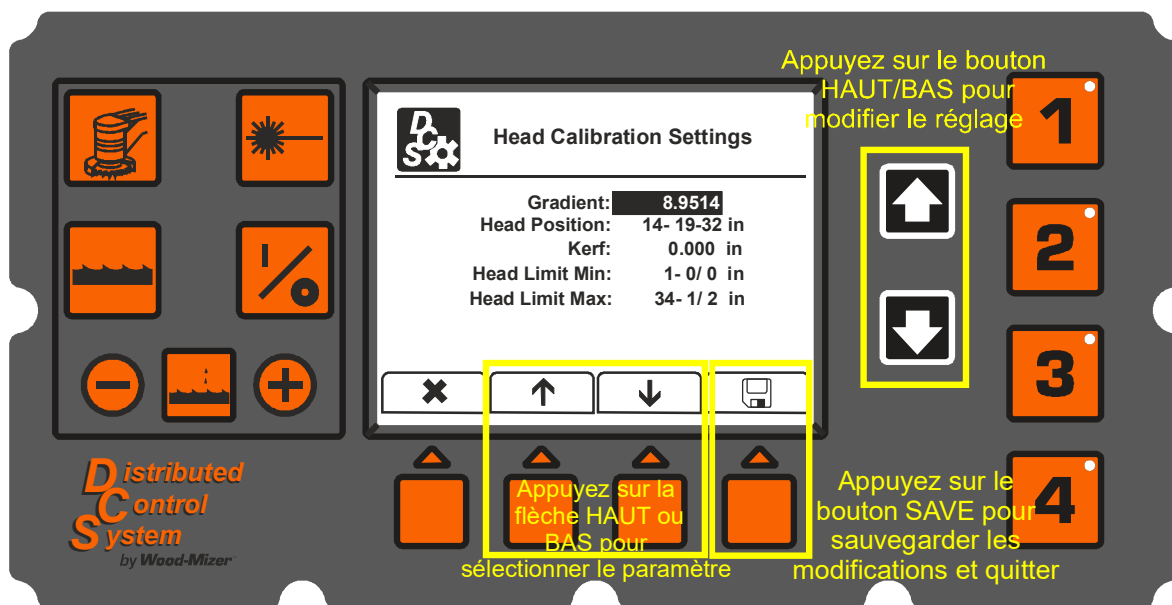 Appuyez sur le bouton
HAUT/BAS pour
modifier le réglage
DCS
Head Calibration Settings
Gradient: 8.9514
Head Position: 14- 19-32 in
Kerf: 0.000 in
Head Limit Min: 1- 0/ 0 in
Head Limit Max: 34- 1/ 2 in
1
2
3
4
Distributed
Control
System
by Wood-Mizer
Appuyez sur la
flèche HAUT ou
BAS pour
sélectionner le paramètre
Appuyez sur le
bouton SAVE pour
sauvegarder les
modifications et quitter